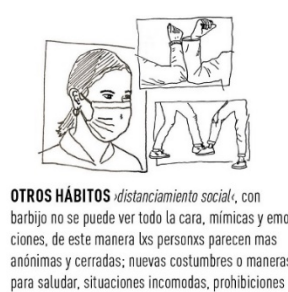 OTROS HÁBITOS ›distanciamiento social‹, con
barbijo no se puede ver todo la cara, mímicas y emo
ciones, de este manera lxs personxs parecen mas
anónimas y cerradas; nuevas costumbres o maneras
para saludar, situaciones incomodas, prohibiciones